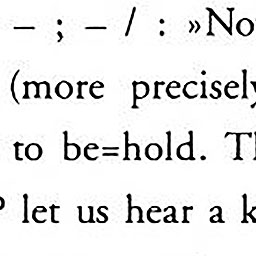 – ; – / : »No
(more precisely
to be=hold. Th
? let us hear a k